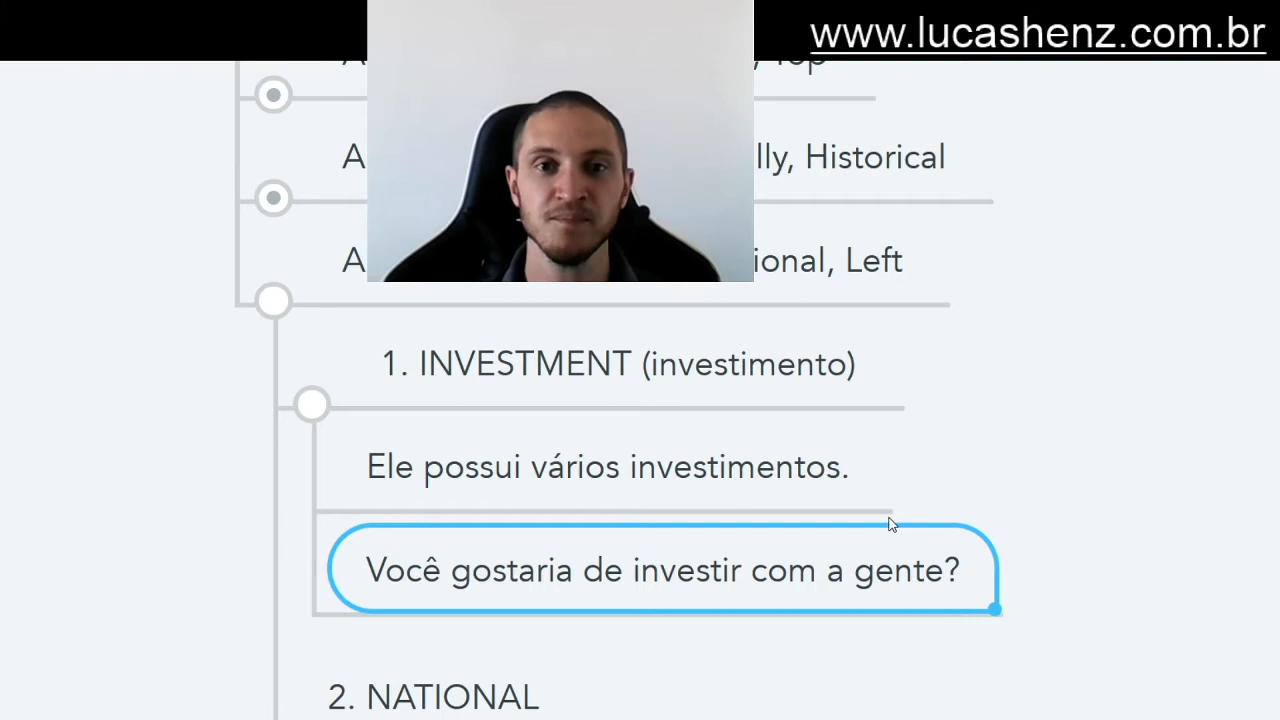 www.lucashenz.com.br
A
lly, Historical
A
ional, Left
1. INVESTMENT (investimento)
Ele possui vários investimentos.
Você gostaria de investir com a gente?
2. NATIONAL